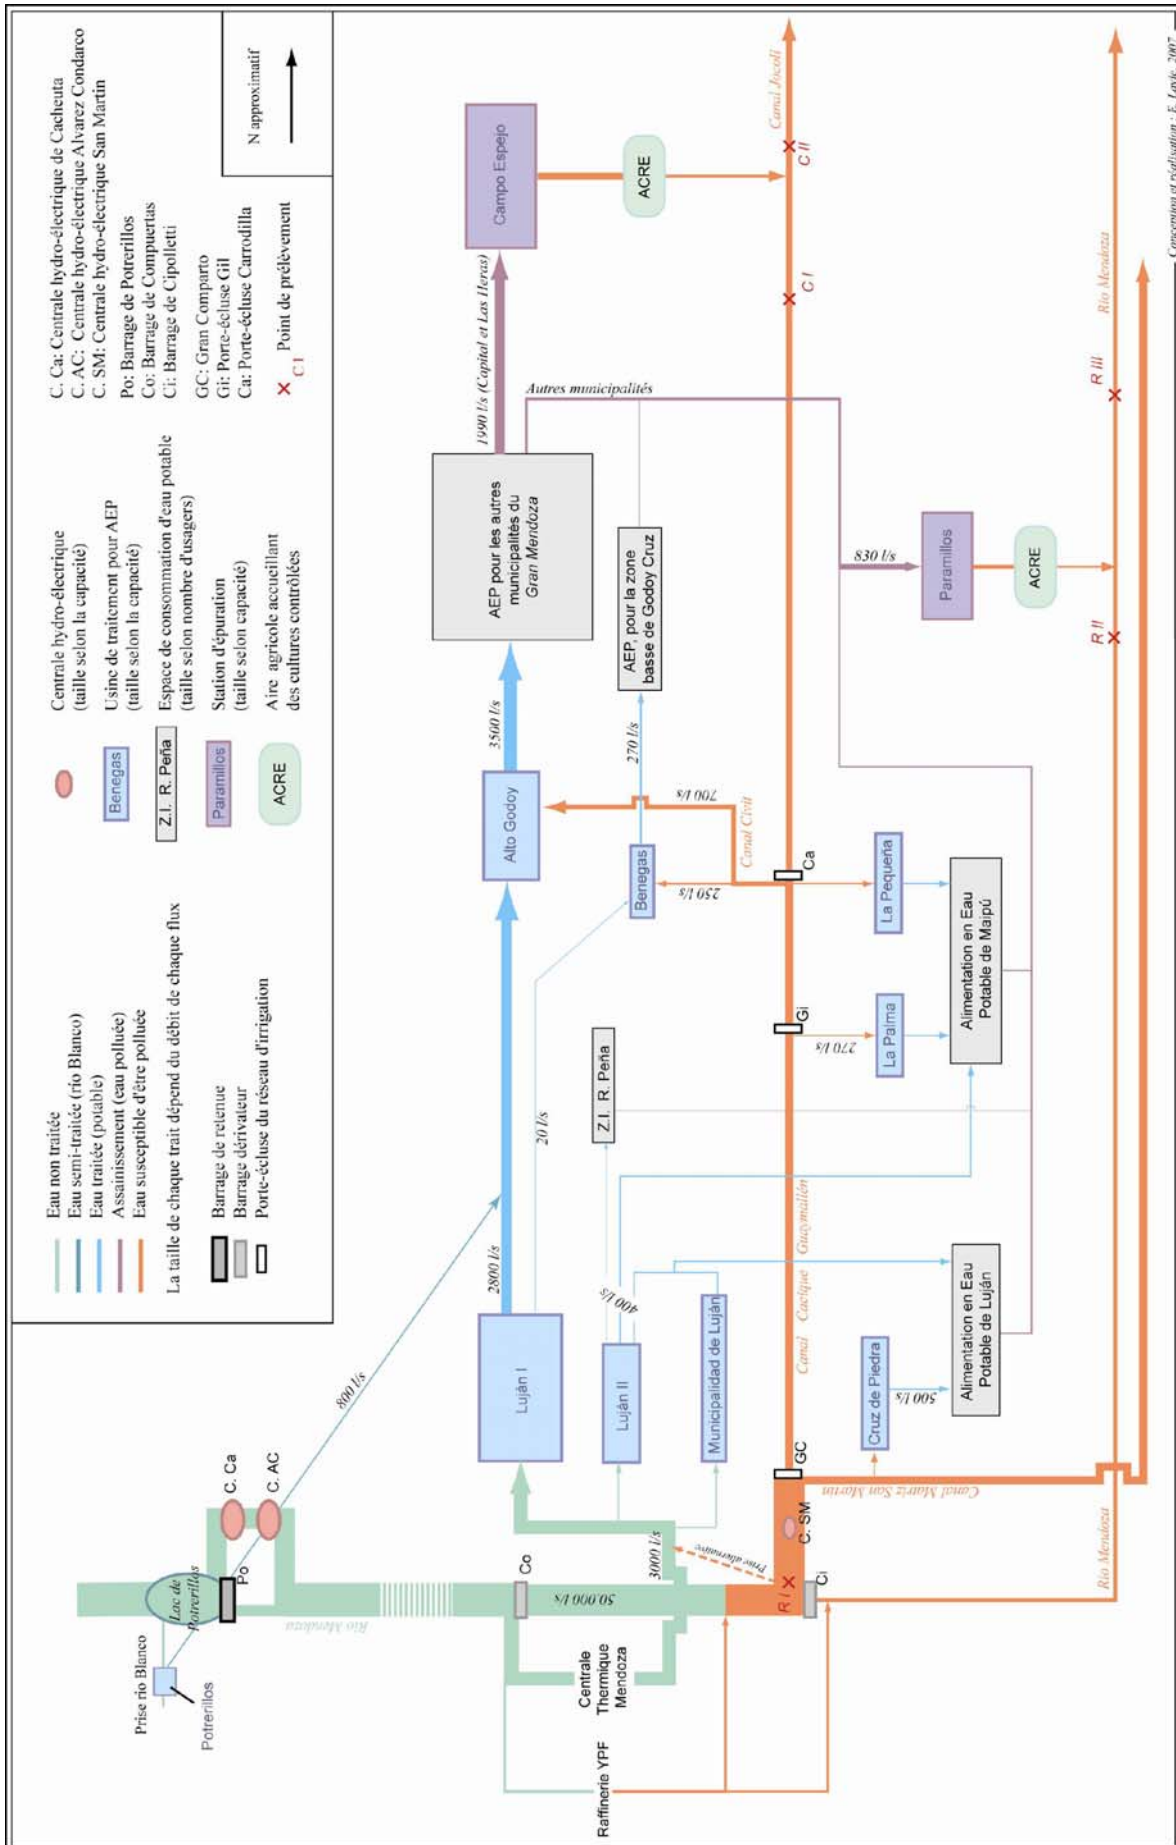 Eau non traitée
Eau semi-traitée (río Blanco)
Eau traitée (potable)
Assainissement (eau polluée)
Eau susceptible d'être polluée
La taille de chaque trait dépend du débit de chaque flux
Barrage de retenue
Barrage dérivateur
Porte-écluse du réseau d'irrigation
Centrale hydro-électrique
(taille selon la capacité)
Benegas
Usine de traitement pour AEP
(taille selon la capacité)
Z.I. R. Peña
Espace de consommation d'eau potable
(taille selon nombre d'usagers)
Paramillos
Station d'épuration
(taille selon capacité)
ACRE
Aire agricole accueillant
des cultures contrôlées
C. Ca: Centrale hydro-électrique de Cacheuta
C. AC: Centrale hydro-électrique Alvarez Condarco
C. SM: Centrale hydro-électrique San Martin
Po: Barrage de Potrerillos
Co: Barrage de Compuertas
Ci: Barrage de Cipolletti
GC: Gran Comparto
Gi: Porte-écluse Gil
Ca: Porte-écluse Carrodilla
C I
Point de prélèvement
N approximatif
Prise rio Blanco
Potrerillos
Lac de
Potrerillos
Po
C. Ca
C. AC
800 l/s
Río Mendoza
Co
50.000 l/s
Centrale
Thermique
Mendoza
Raffinerie YPF
3000 l/s
Prise alternative
R I
Ci
C. SM
GC
Luján I
2800 l/s
20 l/s
Luján II
400 l/s
Municipalidad de Luján
Z.I. R. Peña
Alto Godoy
3500 l/s
AEP pour les autres
municipalités du
Gran Mendoza
1990 l/s (Capital et Las Heras)
Campo Espejo
ACRE
Autres municipalités
Benegas
250 l/s
270 l/s
AEP, pour la zone
basse de Godoy Cruz
700 l/s
Canal Civit
Canal Cacique Guaymallén
Gi
Ca
C I
C II
Canal Jocoli
Canal Matriz San Martin
Cruz de Piedra
500 l/s
Alimentation en Eau
Potable de Luján
270 l/s
La Palma
La Pequeña
Alimentation en Eau
Potable de Maipú
830 l/s
Paramillos
ACRE
Río Mendoza
R II
R III
Río Mendoza
Conception et réalisation : E. Lavie, 2007